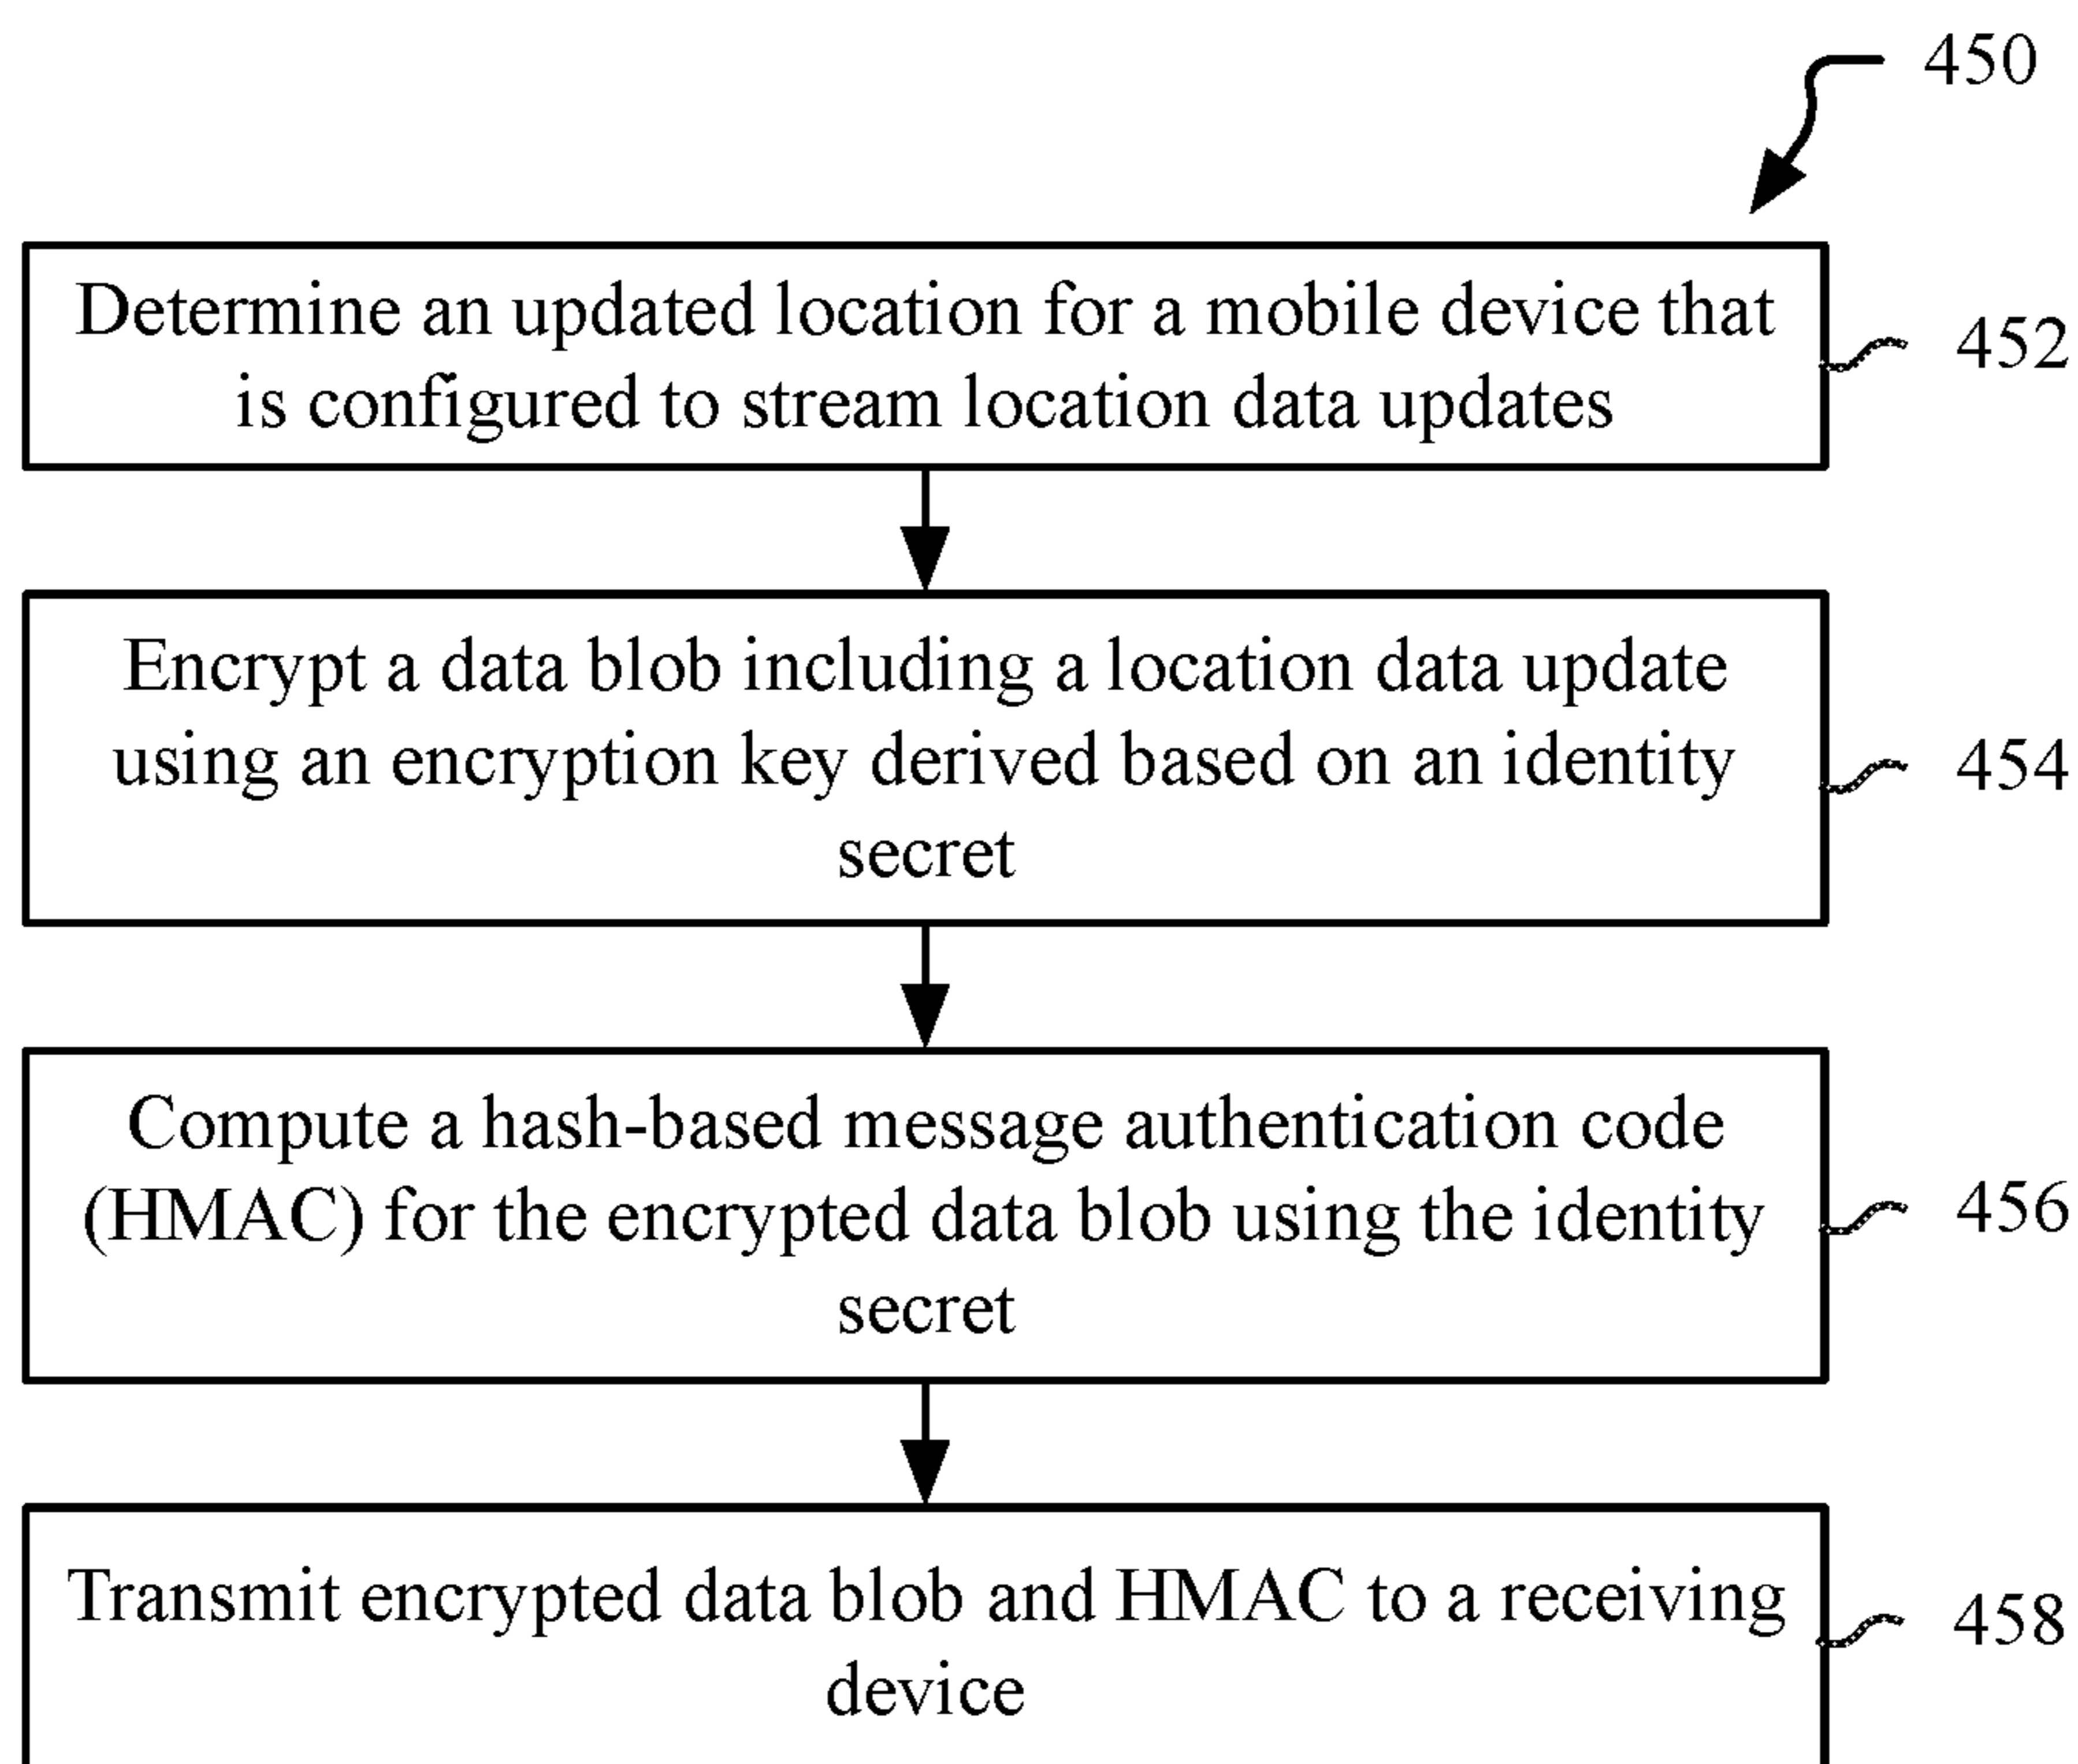 450
Determine an updated location for a mobile device that
is configured to stream location data updates
452
Encrypt a data blob including a location data update
using an encryption key derived based on an identity
secret
454
Compute a hash-based message authentication code
(HMAC) for the encrypted data blob using the identity
secret
456
Transmit encrypted data blob and HMAC to a receiving
device
458